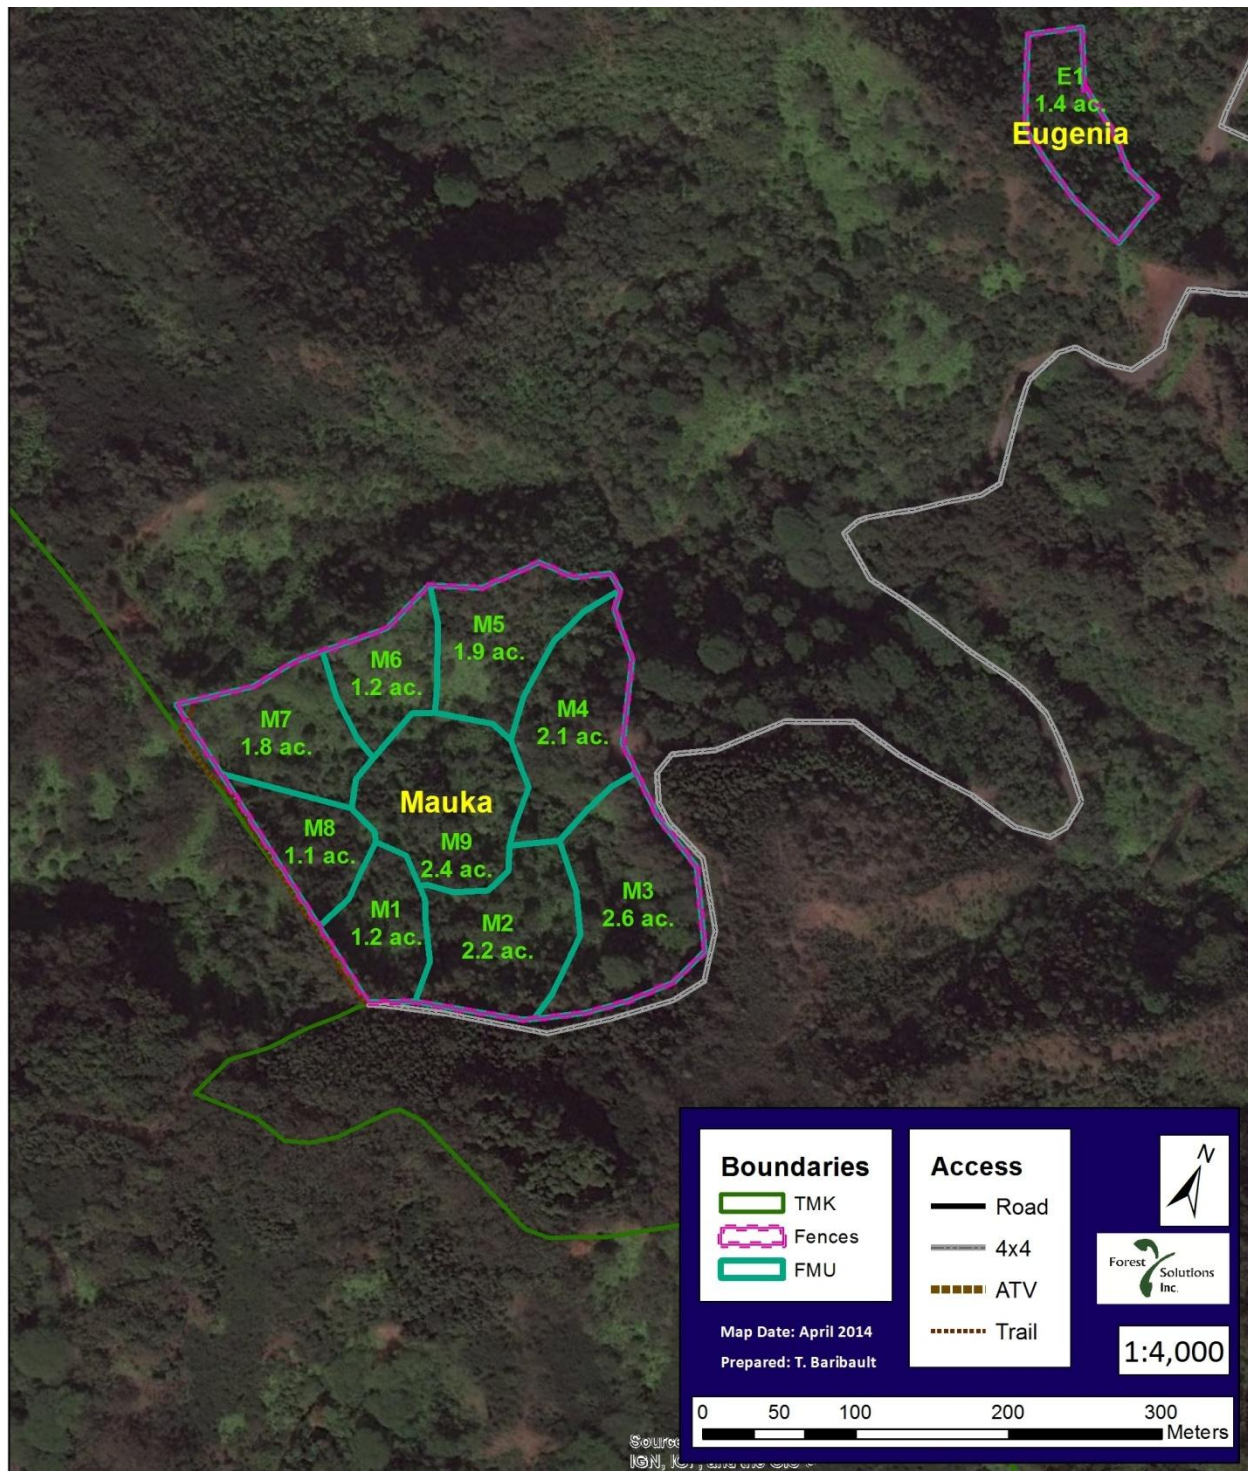 E1
1.4 ac.
Eugenia
M5
1.9 ac.
M6
1.2 ac.
M7
1.8 ac.
M4
2.1 ac.
Mauka
M8
1.1 ac.
M9
2.4 ac.
M3
2.6 ac.
M1
1.2 ac.
M2
2.2 ac.
Boundaries
TMK
Fences
FMU
Map Date: April 2014
Prepared: T. Baribault
Access
Road
4x4
ATV
Trail
N
Forest
Solutions
Inc.
1:4,000
0 50 100 200 300
Meters
IGN,